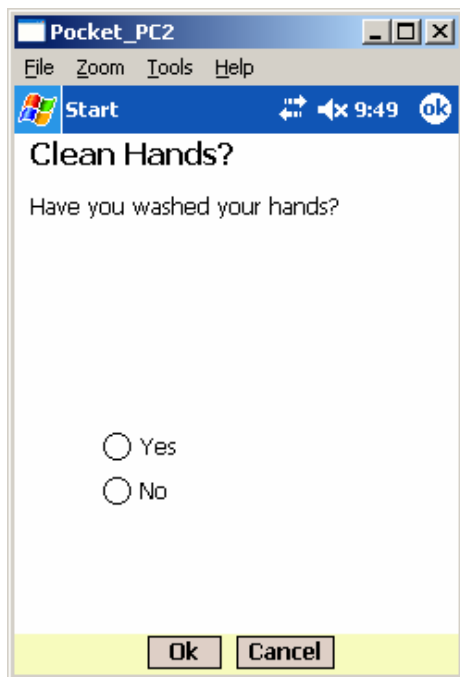 Pocket_PC2
File Zoom Tools Help
Start 9:49 ok
Clean Hands?
Have you washed your hands?
Yes
No
Ok Cancel